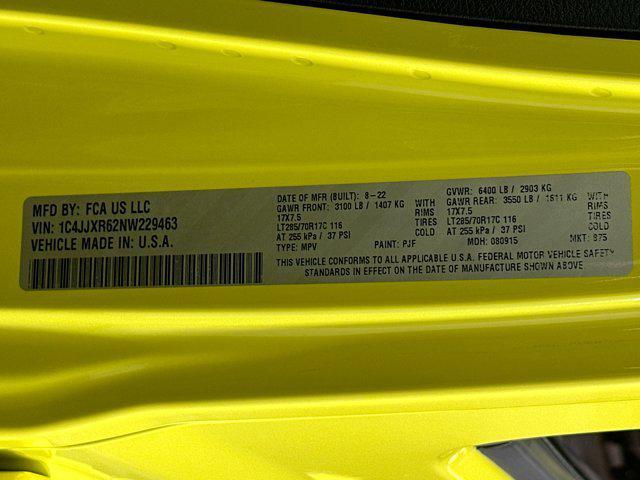 MFD BY: FCA US LLC
VIN: 1C4JJXR62NW229463
VEHICLE MADE IN: U.S.A.
DATE OF MFR (BUILT): 8-22
GAWR FRONT: 3100 LB / 1407 KG WITH
17X7.5 RIMS
LT285/70R17C 116 TIRES
AT 255 kPa / 37 PSI COLD
TYPE: MPV PAINT: PJF
GVWR: 6400 LB / 2903 KG
GAWR REAR: 3550 LB / 1611 KG WITH
17X7.5 RIMS
LT285/70R17C 116 TIRES
AT 255 kPa / 37 PSI COLD
MDH: 080915 MKT: 875
THIS VEHICLE CONFORMS TO ALL APPLICABLE U.S.A. FEDERAL MOTOR VEHICLE SAFETY
STANDARDS IN EFFECT ON THE DATE OF MANUFACTURE SHOWN ABOVE